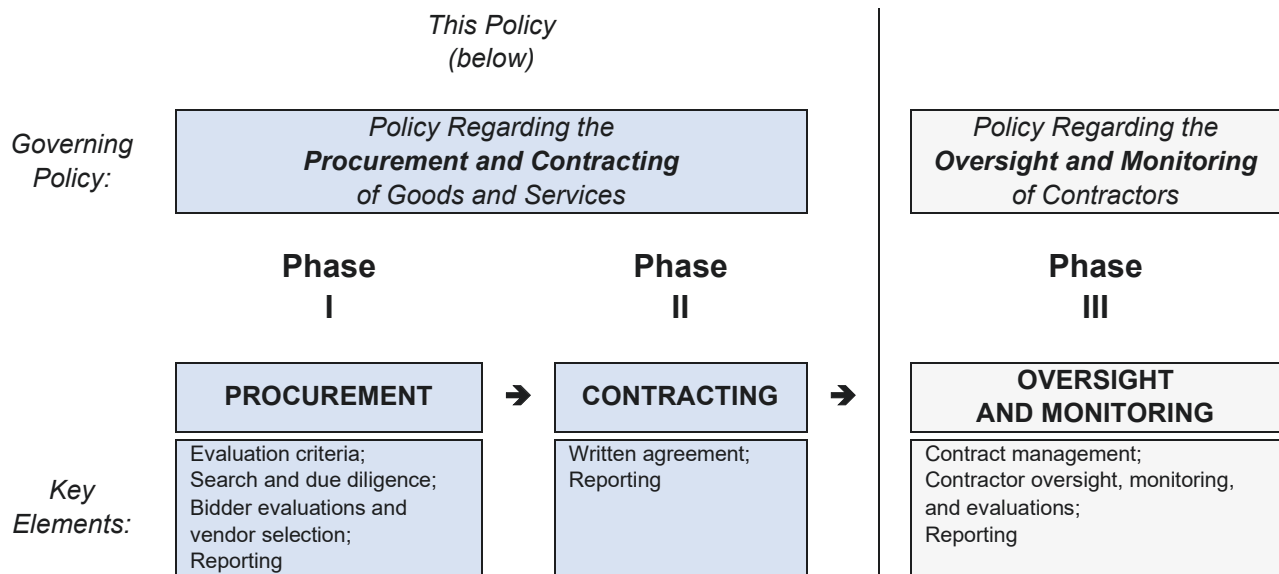 This Policy
(below)
Governing
Policy:
Policy Regarding the
Procurement and Contracting
of Goods and Services
Policy Regarding the
Oversight and Monitoring
of Contractors
Phase
I
Phase
II
Phase
III
PROCUREMENT
➔
CONTRACTING
➔
OVERSIGHT
AND MONITORING
Key
Elements:
Evaluation criteria;
Search and due diligence;
Bidder evaluations and
vendor selection;
Reporting
Written agreement;
Reporting
Contract management;
Contractor oversight, monitoring,
and evaluations;
Reporting